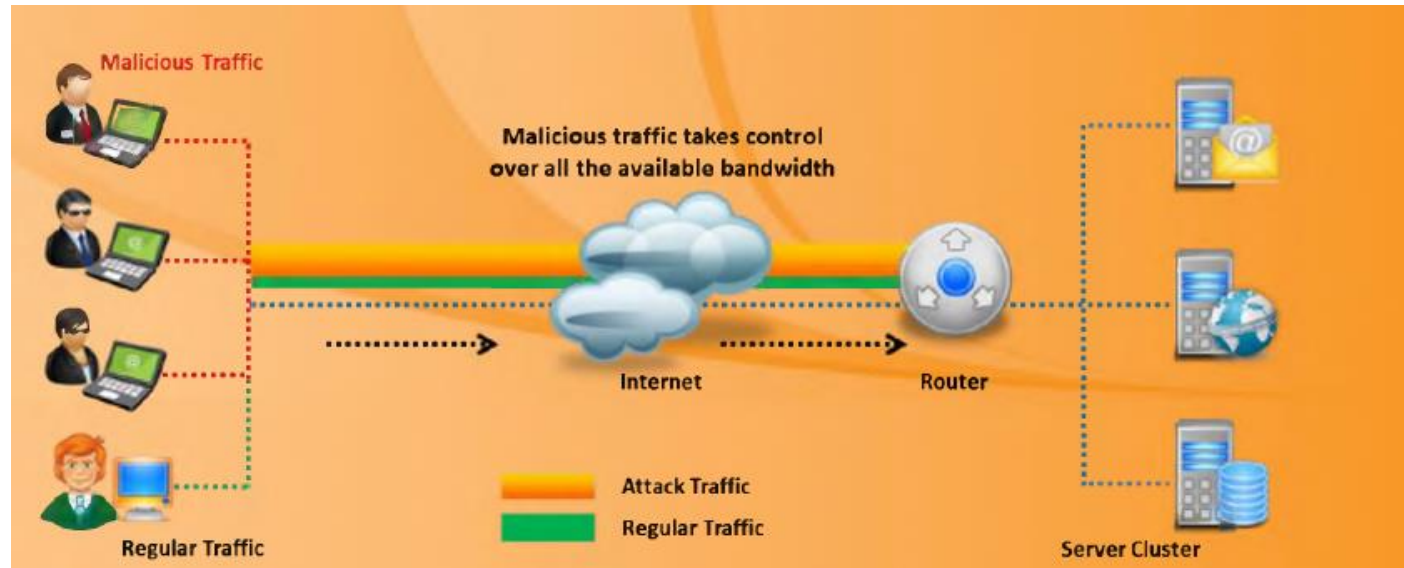 Malicious Traffic
Malicious traffic takes control
over all the available bandwidth
Internet
Router
Attack Traffic
Regular Traffic
Regular Traffic
Server Cluster